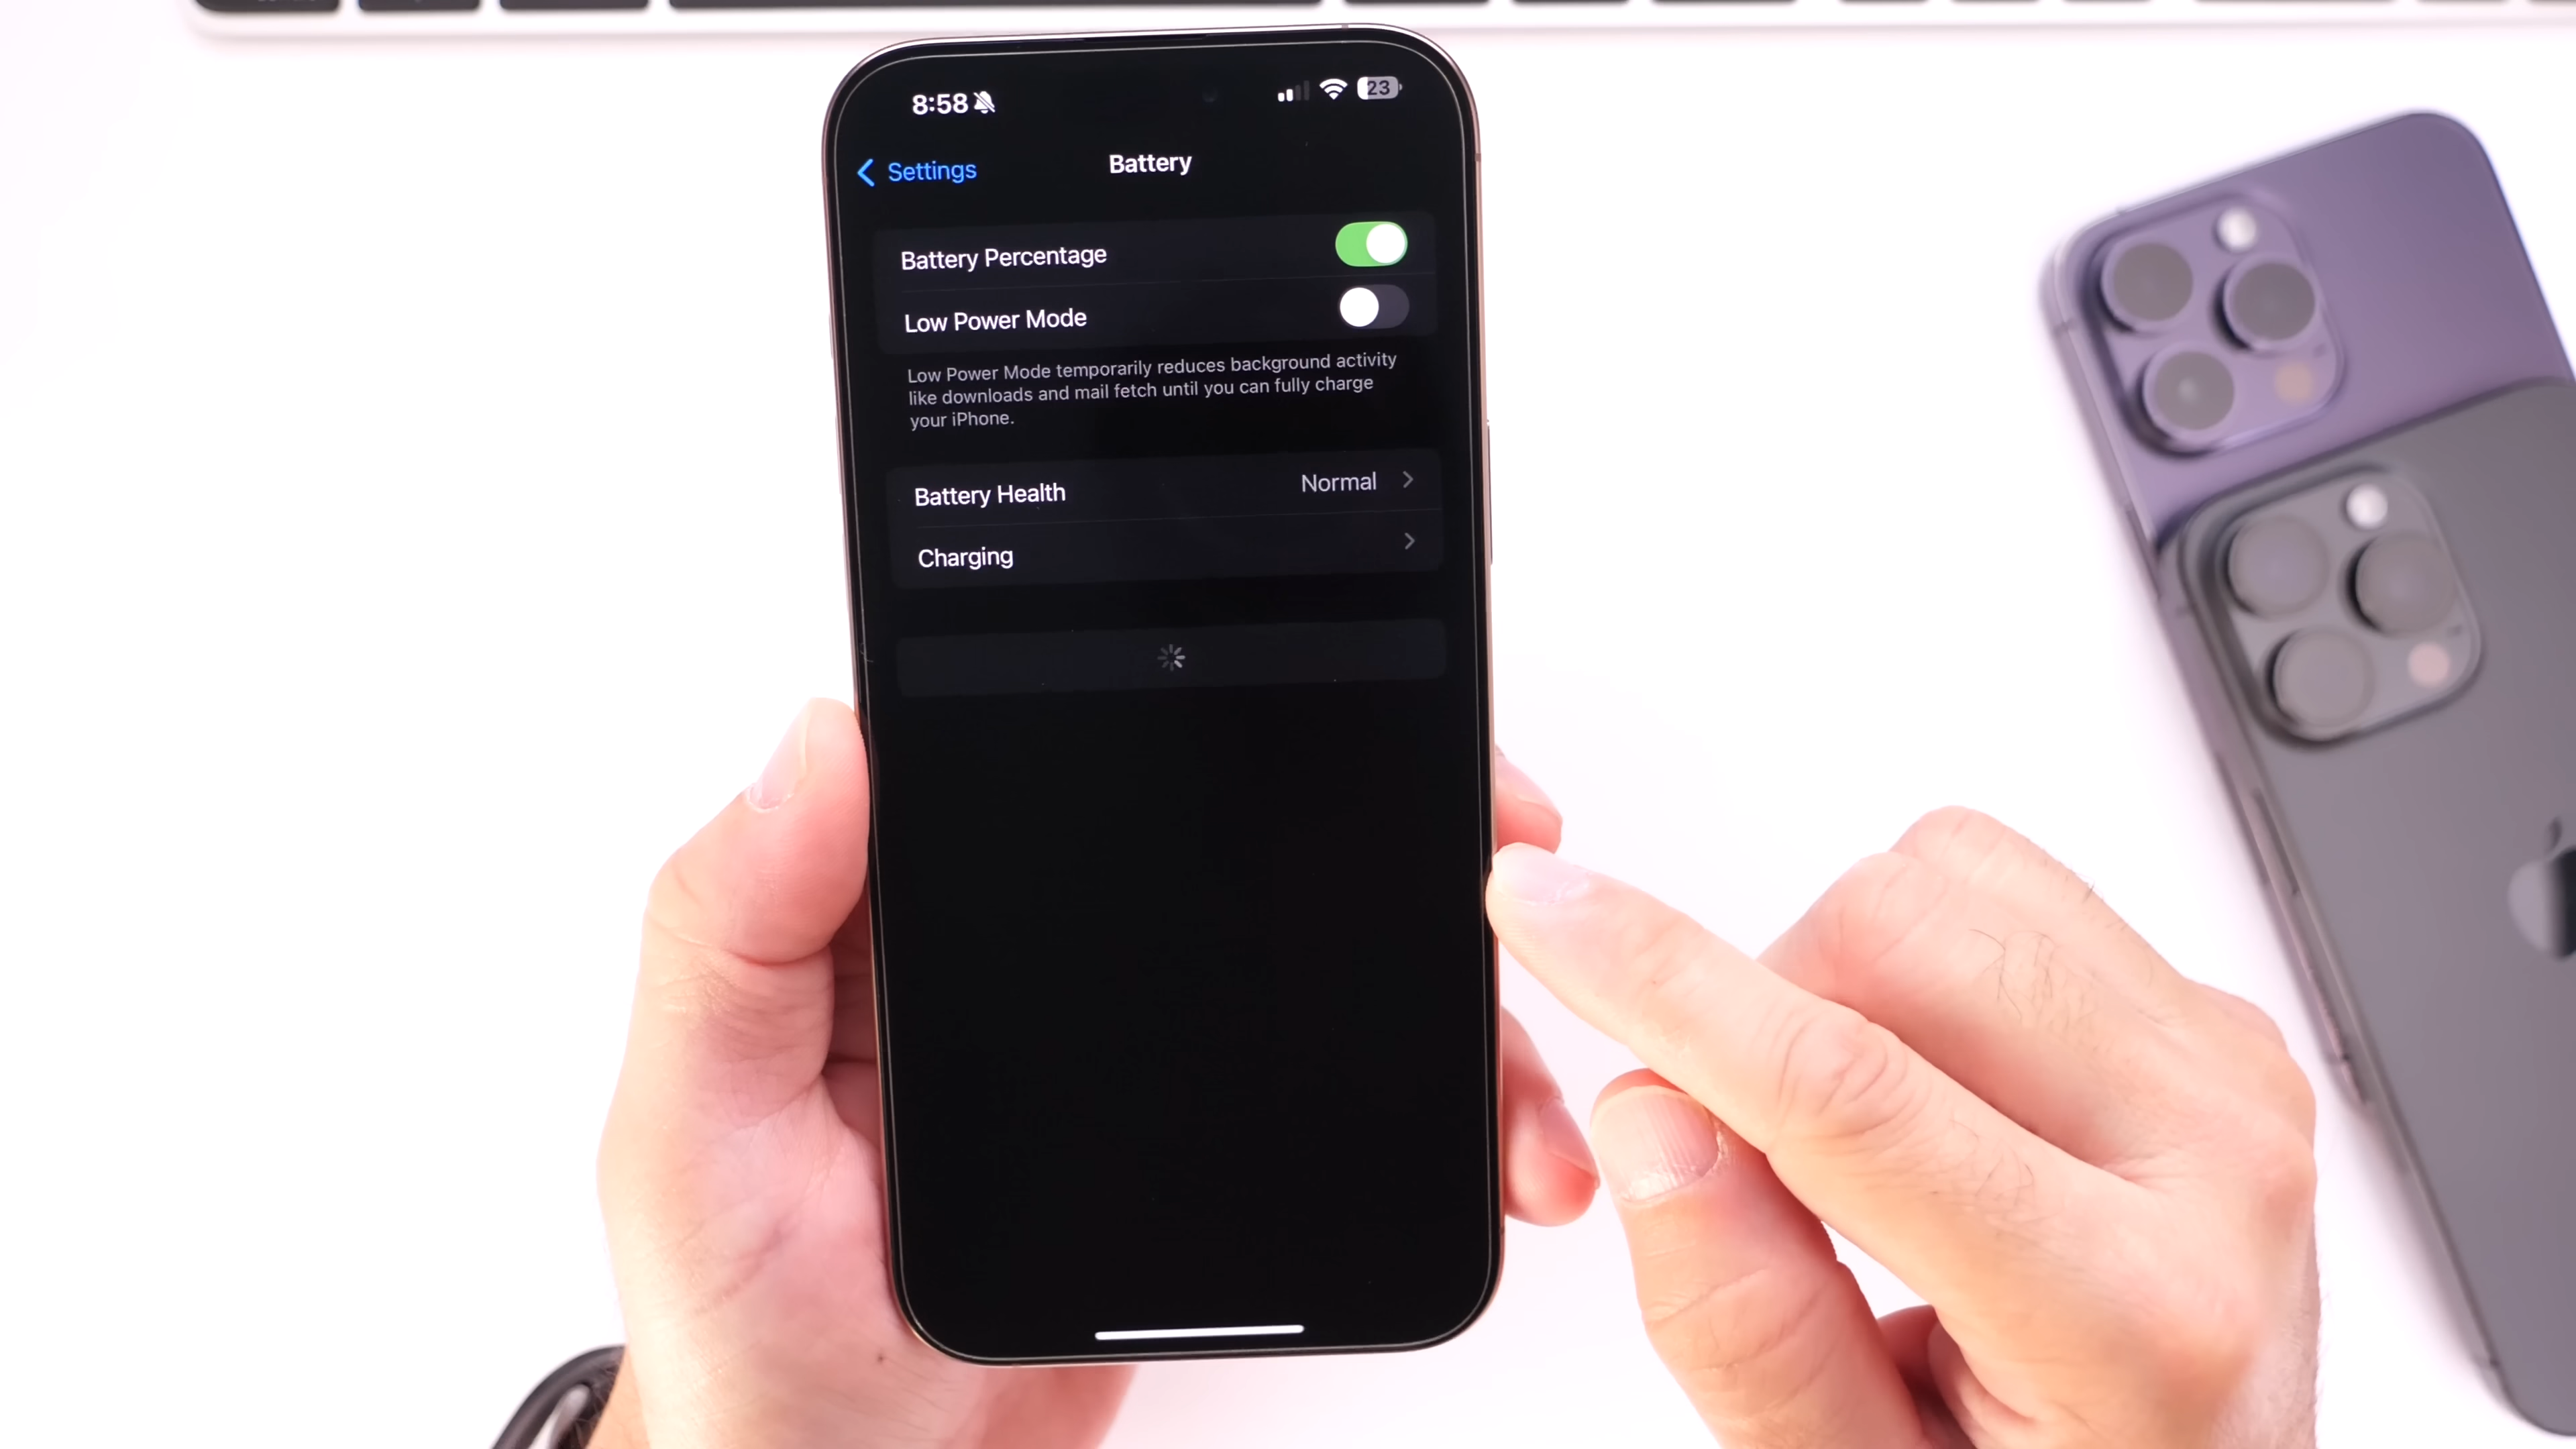 8:58
23
Settings
Battery
Battery Percentage
Low Power Mode
Low Power Mode temporarily reduces background activity
like downloads and mail fetch until you can fully charge
your iPhone.
Battery Health
Normal
Charging